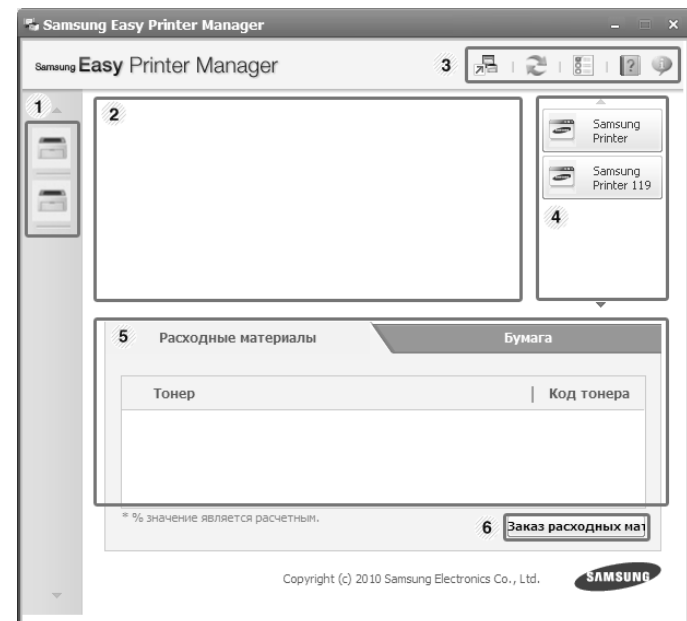 Samsung Easy Printer Manager
Samsung Easy Printer Manager
3
1
2
Samsung
Printer
Samsung
Printer 119
4
5 Расходные материалы Бумага
Тонер | Код тонера
* % значение является расчетным.
6 Заказ расходных мат
Copyright (c) 2010 Samsung Electronics Co., Ltd.
SAMSUNG